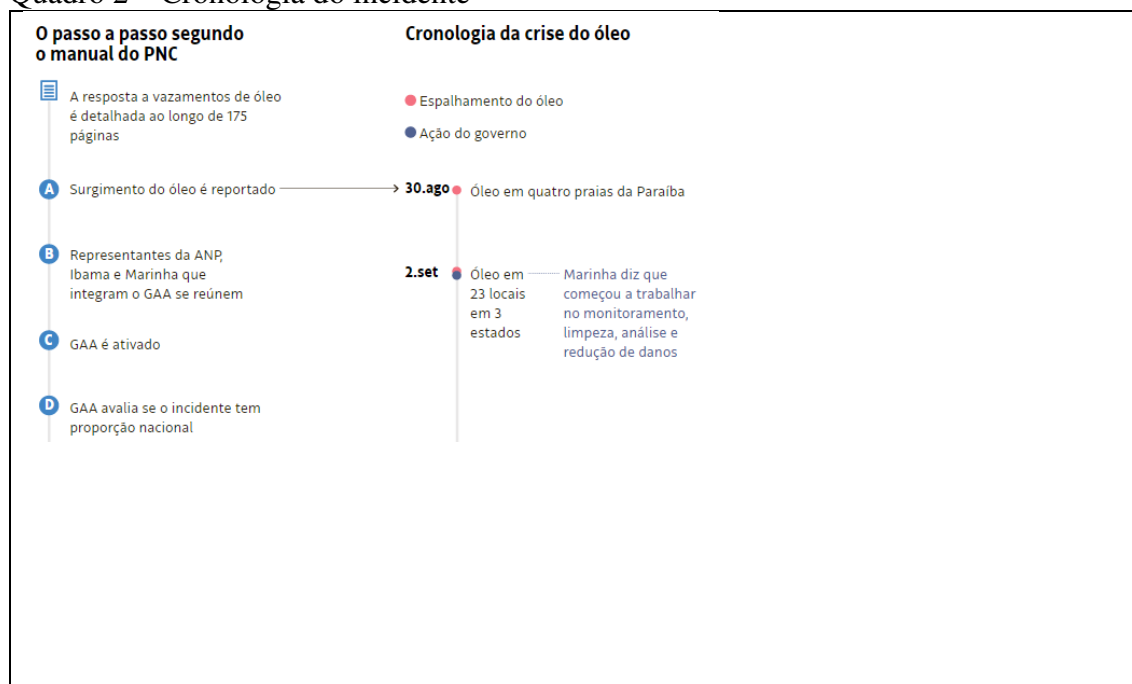 Quadro 2 – Cronologia do incidente
O passo a passo segundo
o manual do PNC
A resposta a vazamentos de óleo
é detalhada ao longo de 175
páginas
A Surgimento do óleo é reportado
B Representantes da ANP,
Ibama e Marinha que
integram o GAA se reúnem
C GAA é ativado
D GAA avalia se o incidente tem
proporção nacional
Cronologia da crise do óleo
Espalhamento do óleo
Ação do governo
30.ago Óleo em quatro praias da Paraíba
2.set Óleo em
23 locais
em 3
estados
Marinha diz que
começou a trabalhar
no monitoramento,
limpeza, análise e
redução de danos